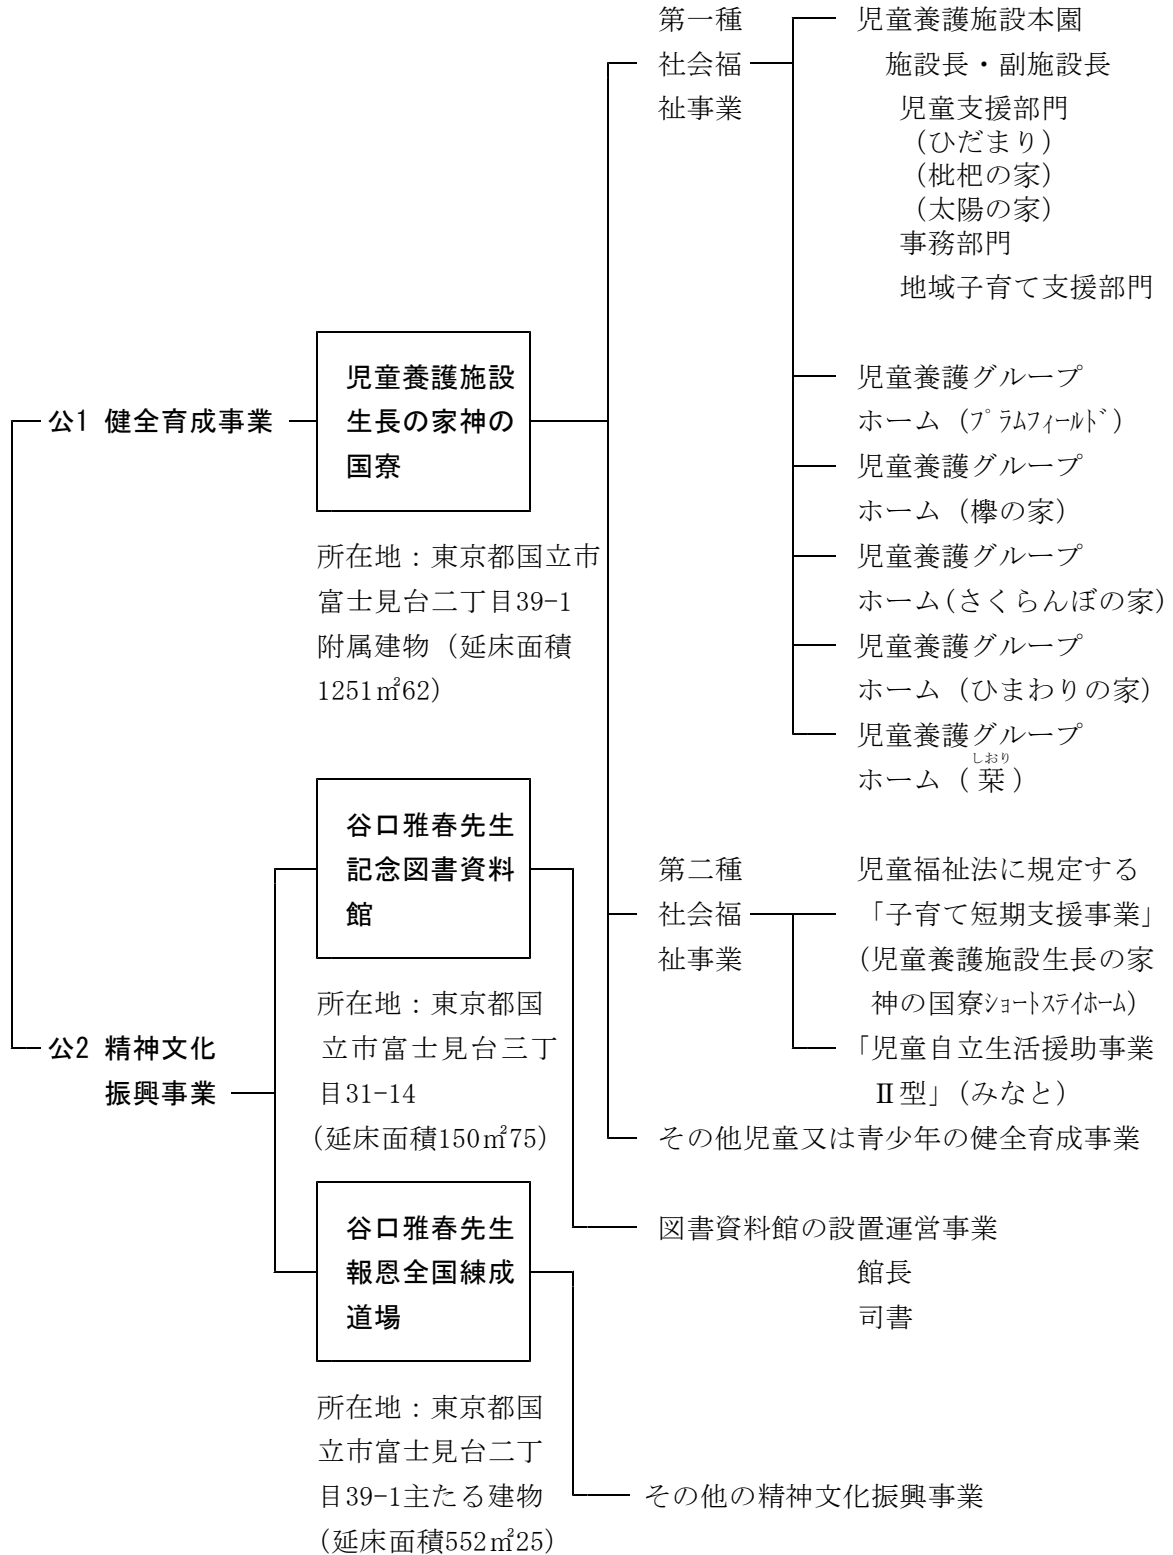 第一種
社会福
祉事業
児童養護施設本園
施設長・副施設長
児童支援部門
（ひだまり）
（枇杷の家）
（太陽の家）
事務部門
地域子育て支援部門
公1 健全育成事業
児童養護施設
生長の家神の
国寮
所在地：東京都国立市
富士見台二丁目39-1
附属建物（延床面積
1251㎡62）
児童養護グループ
ホーム（ﾌﾟﾗﾑﾌｨｰﾙﾄﾞ）
児童養護グループ
ホーム（欅の家）
児童養護グループ
ホーム(さくらんぼの家)
児童養護グループ
ホーム（ひまわりの家）
児童養護グループ
しおり
ホーム（栞）
第二種
社会福
祉事業
児童福祉法に規定する
「子育て短期支援事業」
（児童養護施設生長の家
神の国寮ｼｮｰﾄｽﾃｲﾎｰﾑ）
「児童自立生活援助事業
Ⅱ型」（みなと）
その他児童又は青少年の健全育成事業
公2 精神文化
振興事業
谷口雅春先生
記念図書資料
館
所在地：東京都国
立市富士見台三丁
目31-14
（延床面積150㎡75）
図書資料館の設置運営事業
館長
司書
谷口雅春先生
報恩全国練成
道場
所在地：東京都国
立市富士見台二丁
目39-1主たる建物
（延床面積552㎡25）
その他の精神文化振興事業